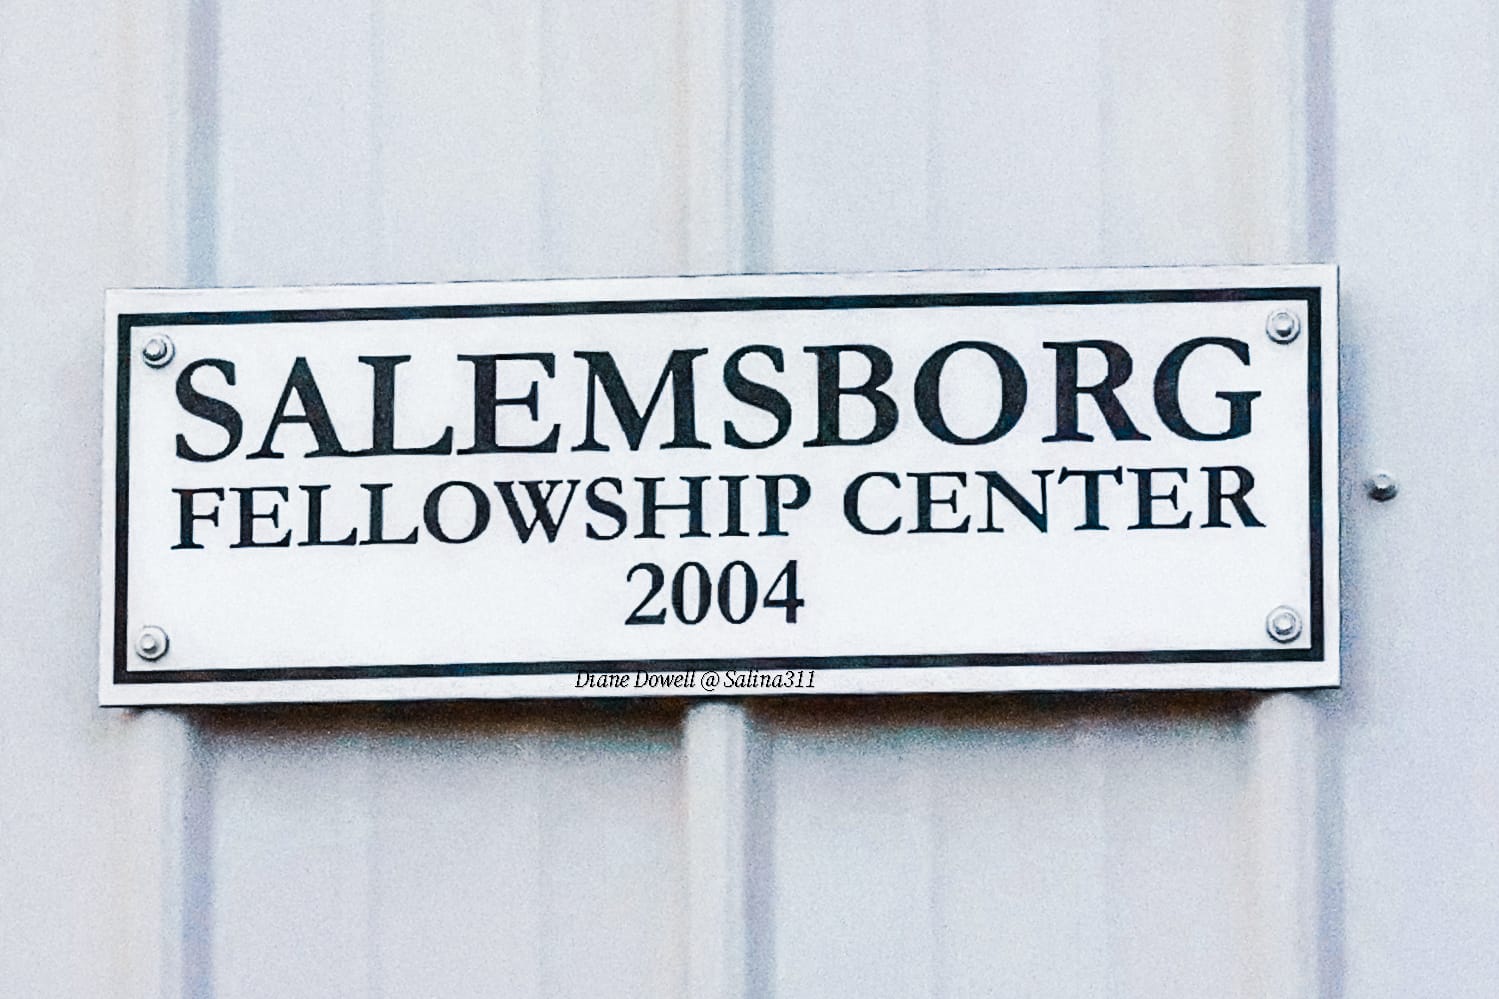 SALEMSBORG
FELLOWSHIP CENTER
2004
Diane Dowell @ Salina311